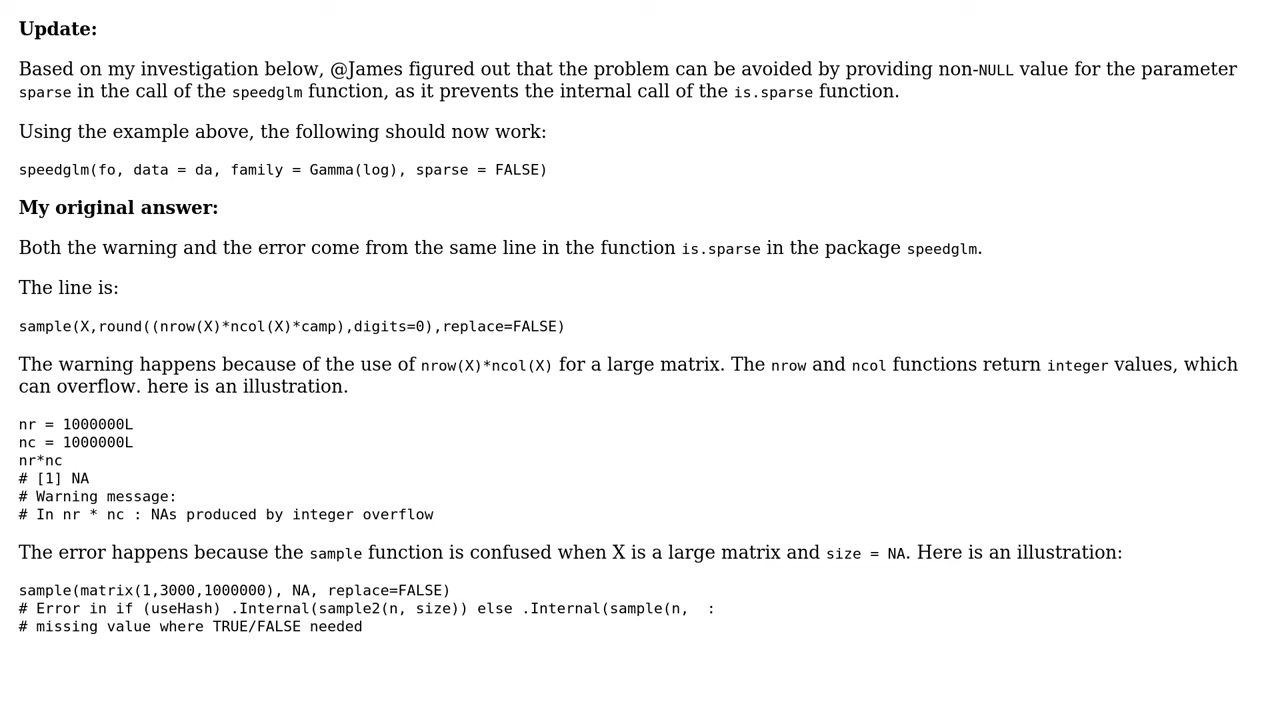 Update:
Based on my investigation below, @James figured out that the problem can be avoided by providing non-NULL value for the parameter
sparse in the call of the speedglm function, as it prevents the internal call of the is.sparse function.
Using the example above, the following should now work:
speedglm(fo, data = da, family = Gamma(log), sparse = FALSE)
My original answer:
Both the warning and the error come from the same line in the function is.sparse in the package speedglm.
The line is:
sample(X,round((nrow(X)*ncol(X)*camp),digits=0),replace=FALSE)
The warning happens because of the use of nrow(X)*ncol(X) for a large matrix. The nrow and ncol functions return integer values, which
can overflow. here is an illustration.
nr = 1000000L
nc = 1000000L
nr*nc
# [1] NA
# Warning message:
# In nr * nc : NAs produced by integer overflow
The error happens because the sample function is confused when X is a large matrix and size = NA. Here is an illustration:
sample(matrix(1,3000,1000000), NA, replace=FALSE)
# Error in if (useHash) .Internal(sample2(n, size)) else .Internal(sample(n,  :
# missing value where TRUE/FALSE needed